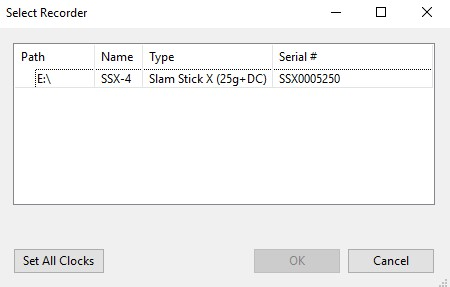 Select Recorder
Path Name Type Serial #
E:\ SSX-4 Slam Stick X (25g+DC) SSX0005250
Set All Clocks OK Cancel